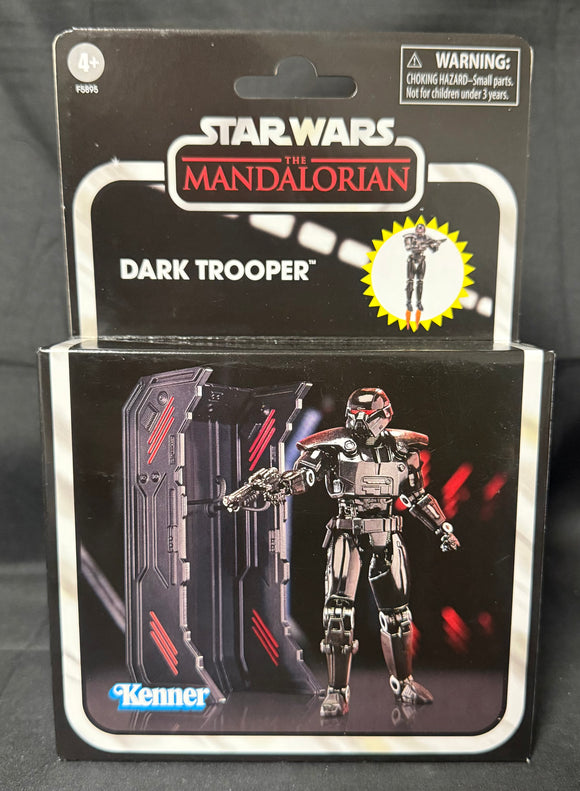 4+
F5895
WARNING:
CHOKING HAZARD–Small parts.
Not for children under 3 years.
STAR WARS
THE
MANDALORIAN
DARK TROOPER™
Kenner